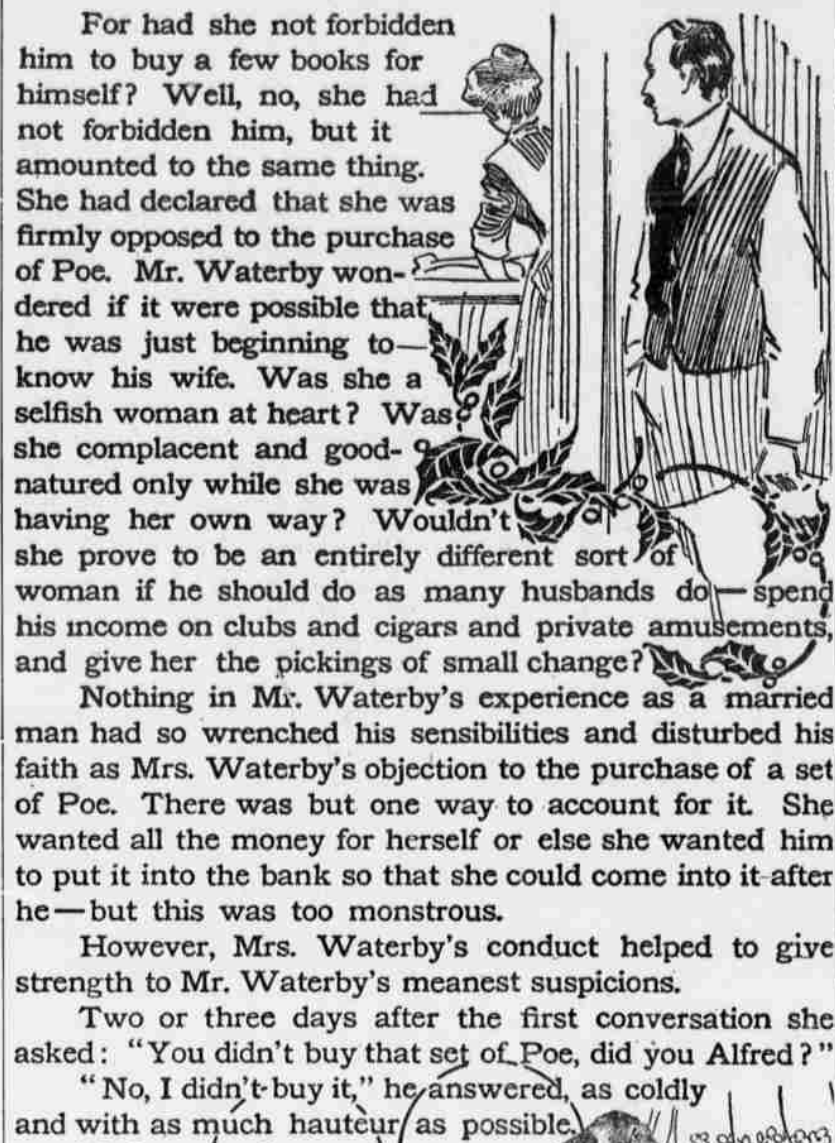 For had she not forbidden
him to buy a few books for
himself? Well, no, she had
not forbidden him, but it
amounted to the same thing.
She had declared that she was
firmly opposed to the purchase
of Poe. Mr. Waterby won-
dered if it were possible that
he was just beginning to
know his wife. Was she a
selfish woman at heart? Was
she complacent and good-
natured only while she was
having her own way? Wouldn't
she prove to be an entirely different sort of
woman if he should do as many husbands do—spend
his income on clubs and cigars and private amusements,
and give her the pickings of small change?
Nothing in Mr. Waterby's experience as a married
man had so wrenched his sensibilities and disturbed his
faith as Mrs. Waterby's objection to the purchase of a set
of Poe. There was but one way to account for it. She
wanted all the money for herself or else she wanted him
to put it into the bank so that she could come into it after
he—but this was too monstrous.
However, Mrs. Waterby's conduct helped to give
strength to Mr. Waterby's meanest suspicions.
Two or three days after the first conversation she
asked: "You didn't buy that set of Poe, did you Alfred?"
"No, I didn't buy it," he answered, as coldly
and with as much hauteur as possible.